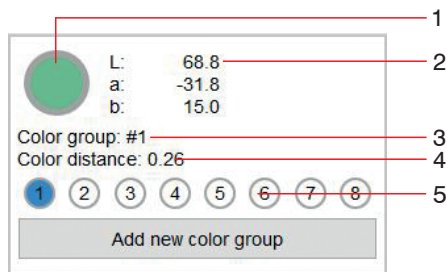 1
L: 68.8 2
a: -31.8
b: 15.0
Color group: #1 3
Color distance: 0.26 4
1 2 3 4 5 6 7 8 5
Add new color group